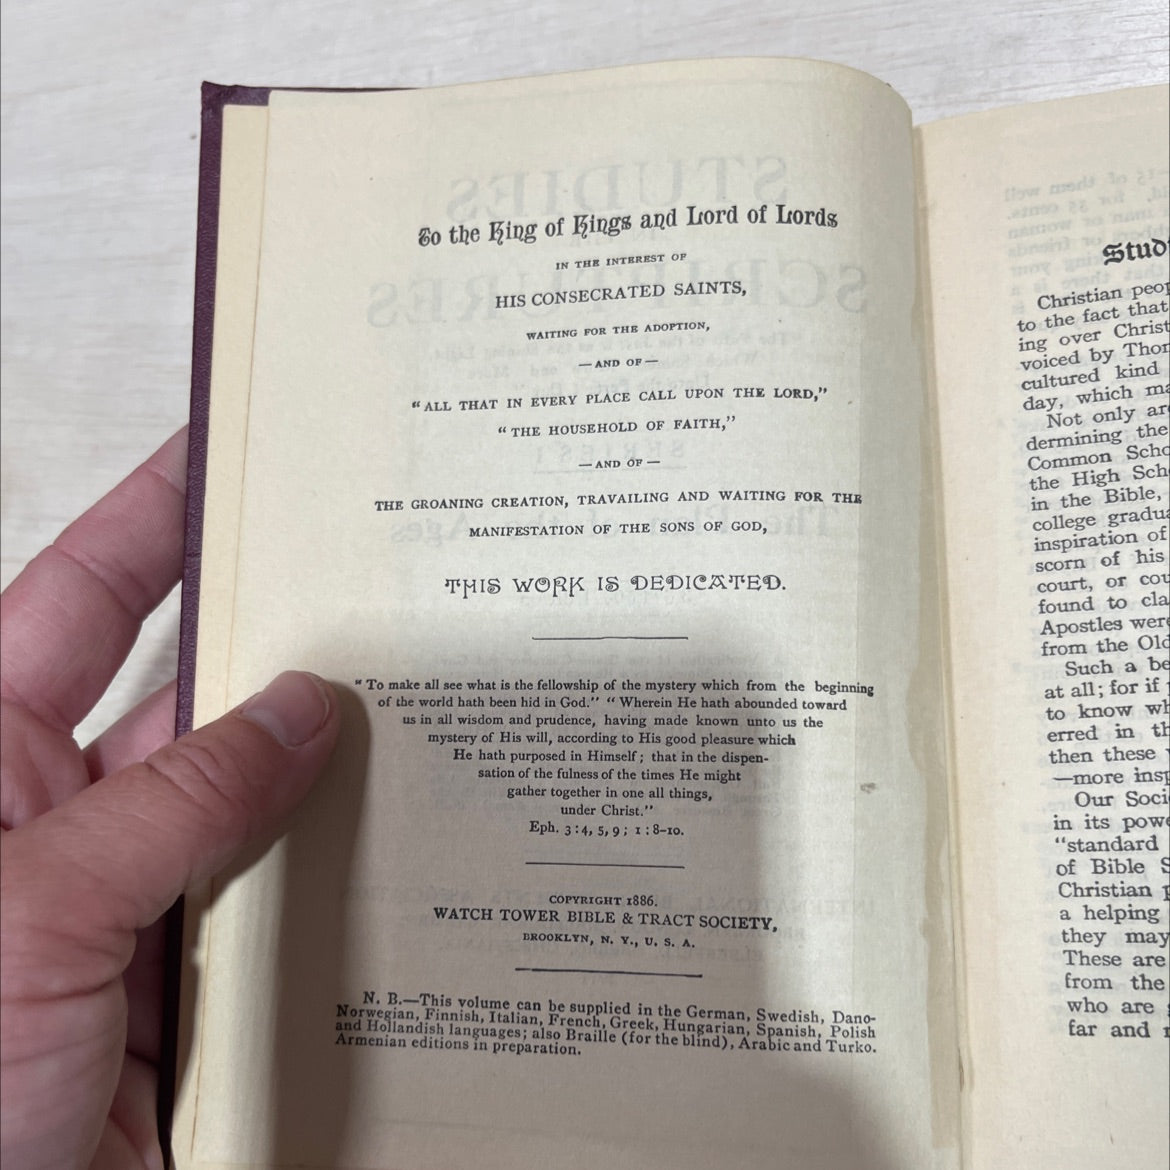 To the King of Kings and Lord of Lords
IN THE INTEREST OF
HIS CONSECRATED SAINTS,
WAITING FOR THE ADOPTION,
—AND OF—
"ALL THAT IN EVERY PLACE CALL UPON THE LORD,"
"THE HOUSEHOLD OF FAITH,"
—AND OF—
THE GROANING CREATION, TRAVAILING AND WAITING FOR THE
MANIFESTATION OF THE SONS OF GOD,
THIS WORK IS DEDICATED.
"To make all see what is the fellowship of the mystery which from the beginning
of the world hath been hid in God." "Wherein He hath abounded toward
us in all wisdom and prudence, having made known unto us the
mystery of His will, according to His good pleasure which
He hath purposed in Himself; that in the dispen-
sation of the fulness of the times He might
gather together in one all things,
under Christ."
Eph. 3:4, 5, 9; 1:8-10.
COPYRIGHT 1886.
WATCH TOWER BIBLE & TRACT SOCIETY,
BROOKLYN, N. Y., U. S. A.
N. B.—This volume can be supplied in the German, Swedish, Dano-
Norwegian, Finnish, Italian, French, Greek, Hungarian, Spanish, Polish
and Hollandish languages; also Braille (for the blind), Arabic and Turko.
Armenian editions in preparation.
Stud
Christian peop
to the fact that
ing over Christ
voiced by Thor
cultured kind
day, which ma
Not only are
dermining the
Common Scho
the High Scho
in the Bible,
college gradua
inspiration of
scorn of his
court, or cou
found to cla
Apostles were
from the Old
Such a be
at all; for if
to know wh
erred in th
then these
—more insp
Our Soci
in its powe
"standard
of Bible S
Christian p
a helping
they may
These are
from the
who are
far and